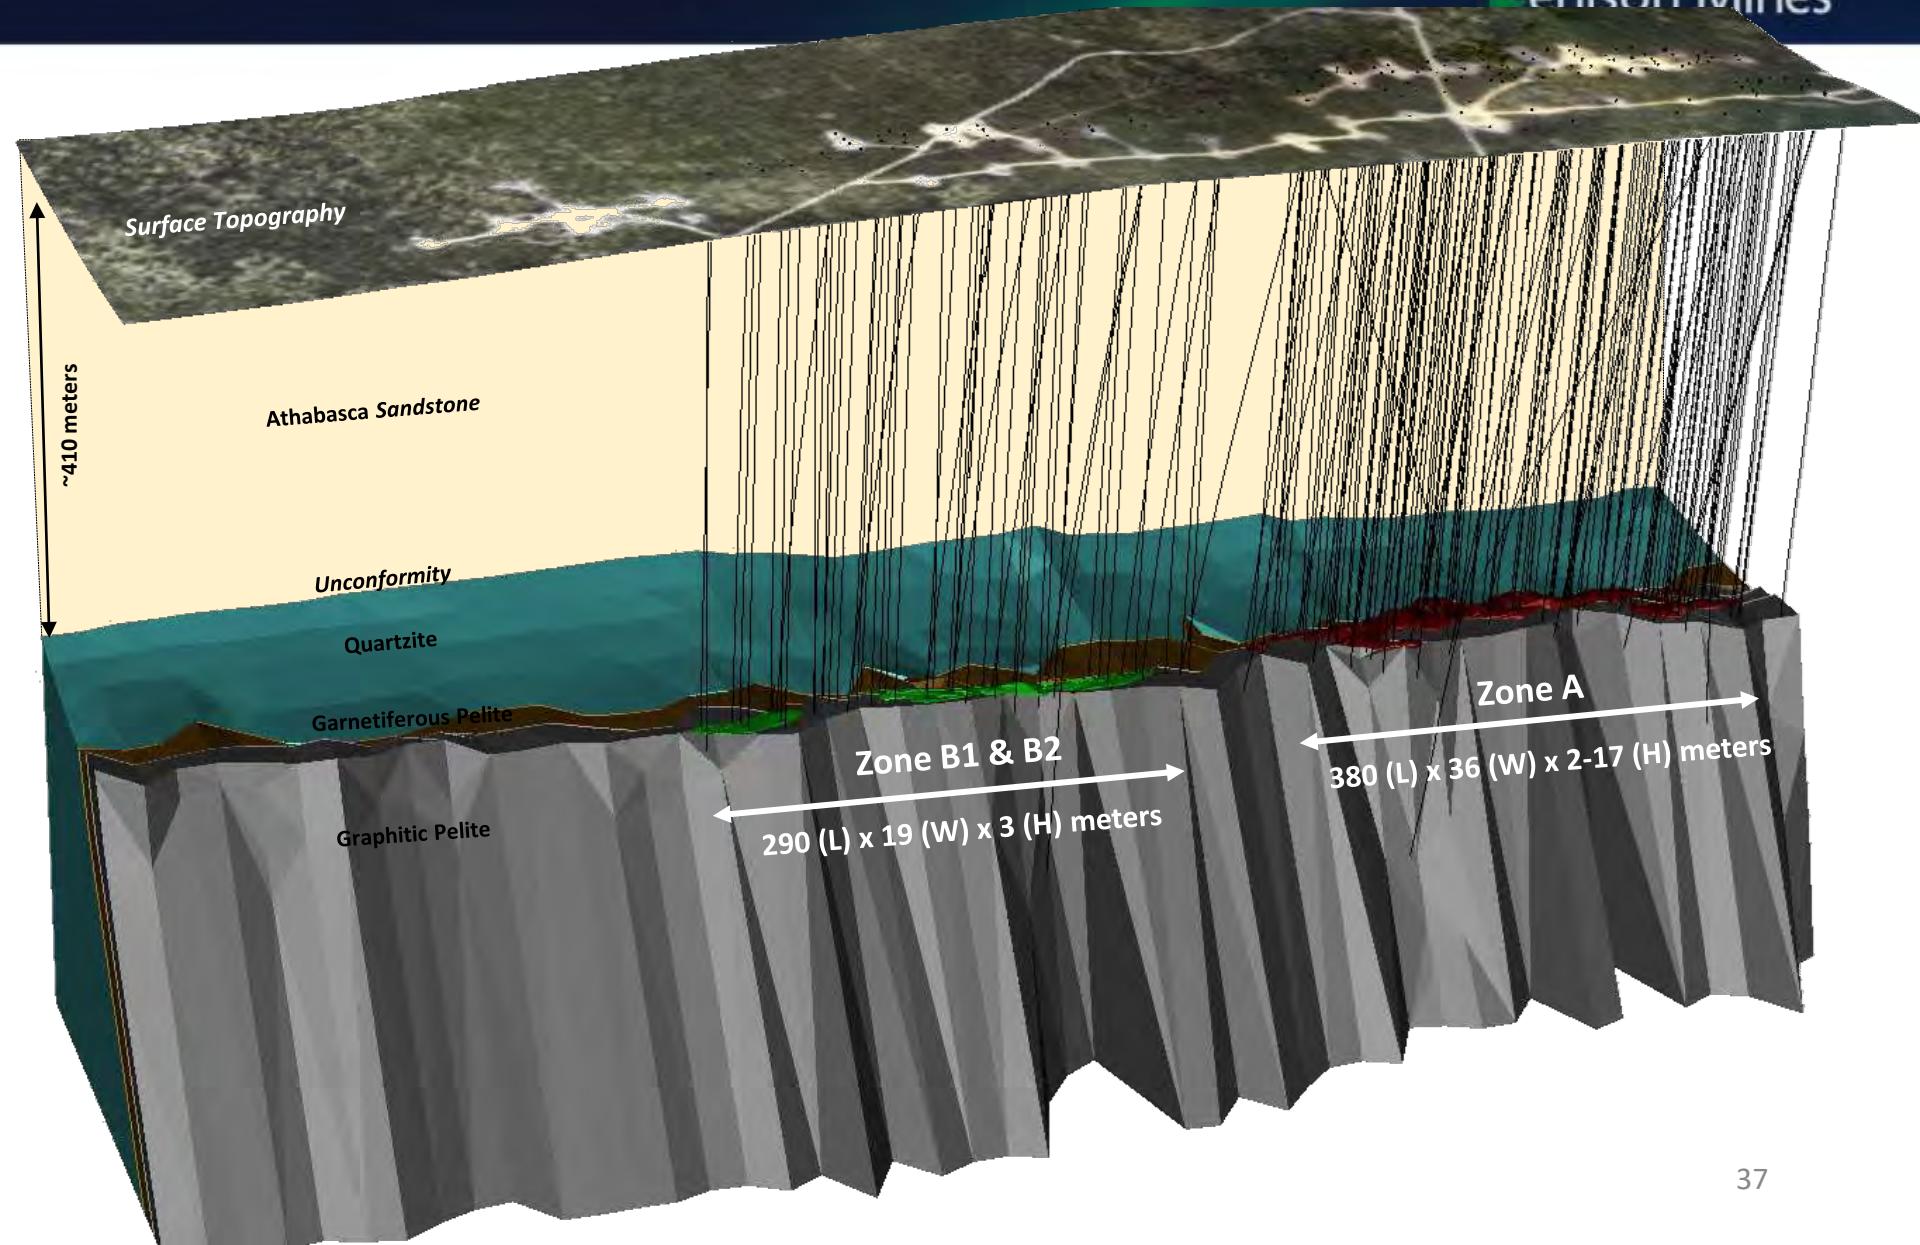 Surface Topography
~410 meters
Athabasca Sandstone
Unconformity
Quartzite
Garnetiferous Pelite
Graphitic Pelite
Zone B1 & B2
290 (L) x 19 (W) x 3 (H) meters
Zone A
380 (L) x 36 (W) x 2-17 (H) meters
37